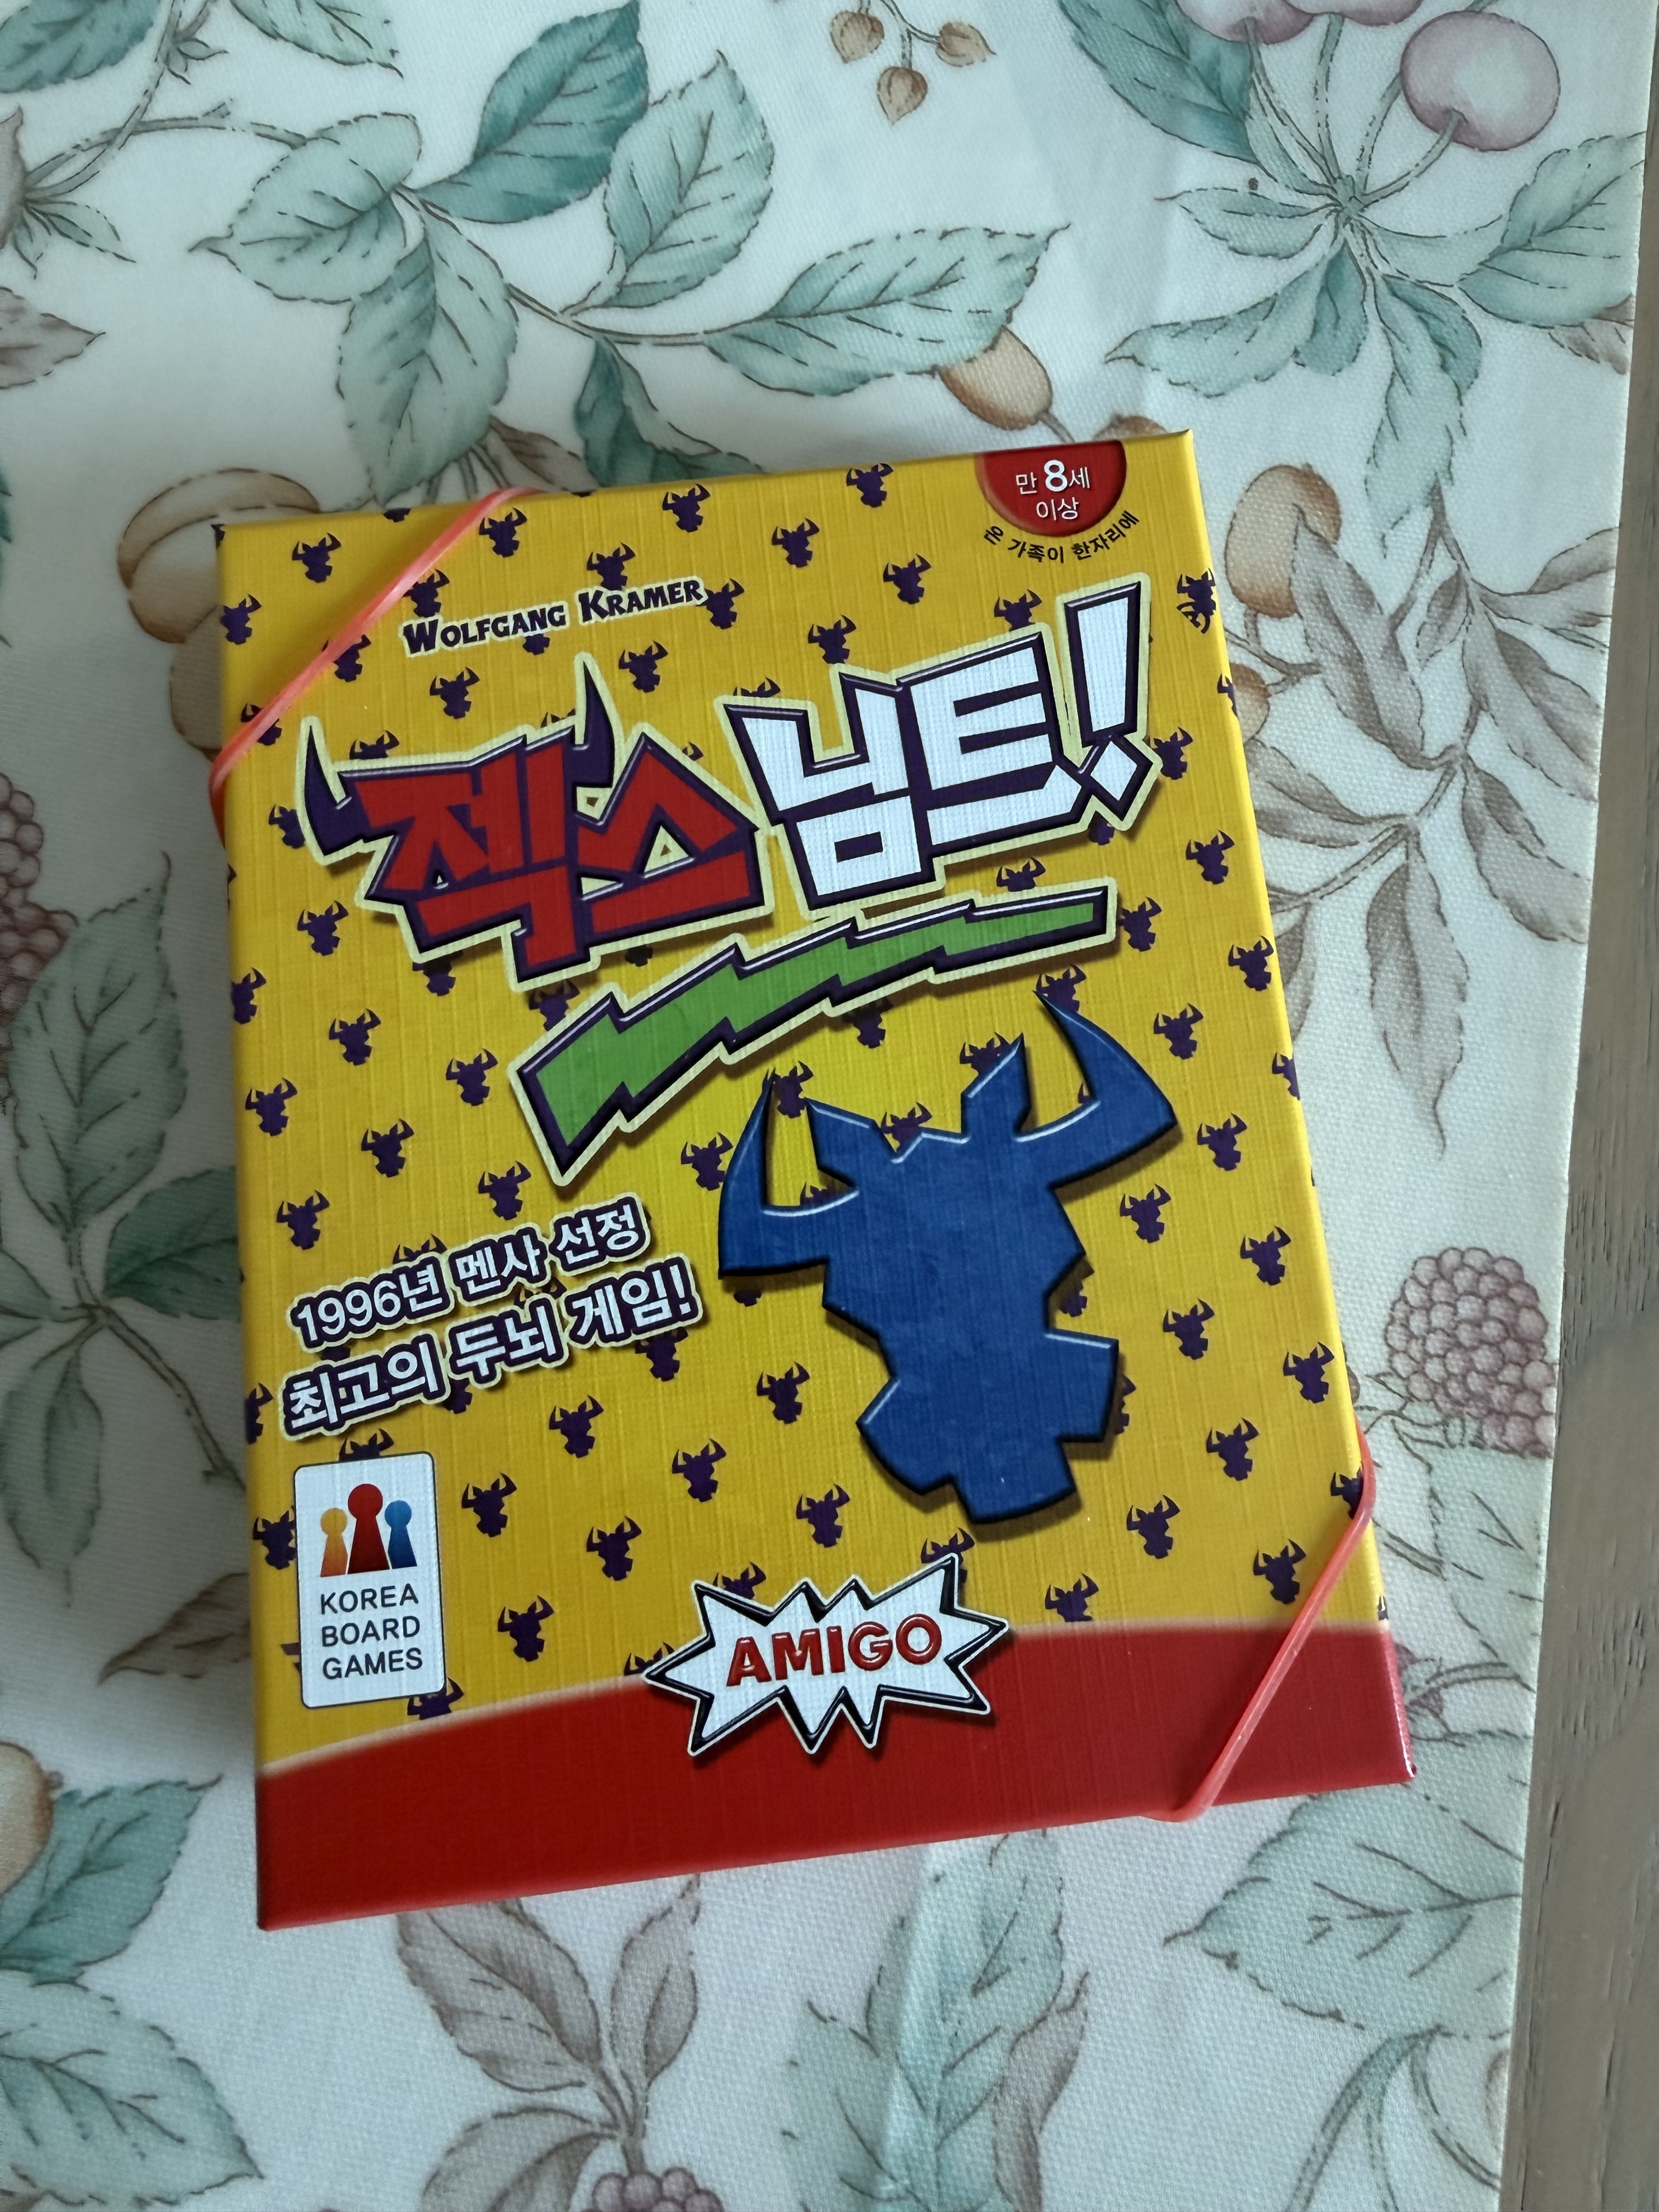 만 8세
이상
온 가족이 한자리에
WOLFGANG KRAMER
젝스 님트!
1996년 멘사 선정
최고의 두뇌 게임!
KOREA
BOARD
GAMES
AMIGO